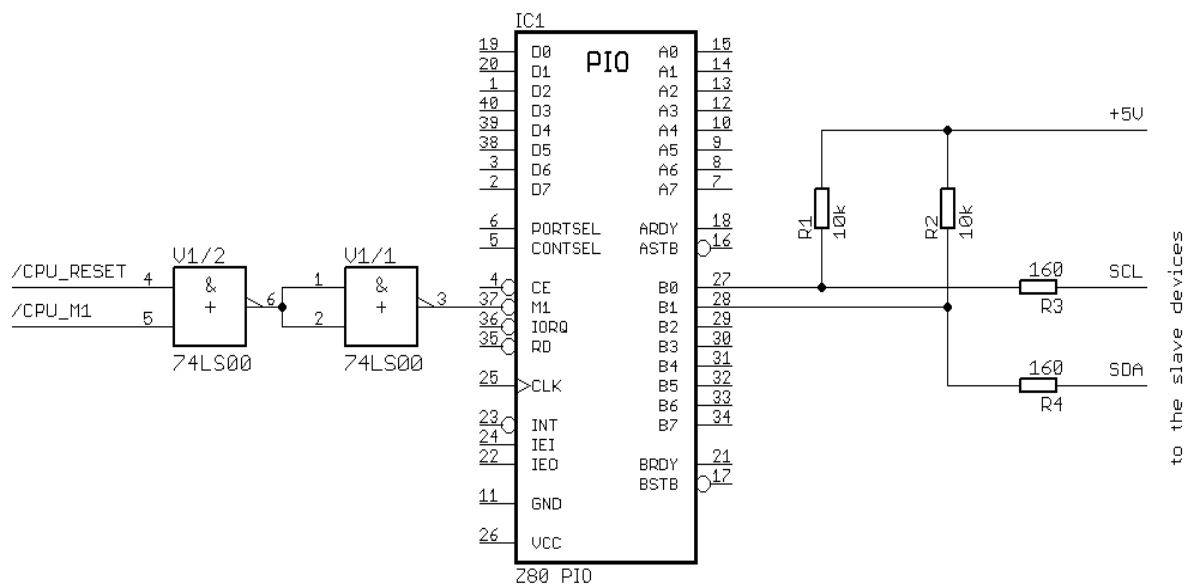 IC1
PIO
19 D0 A0 15
20 D1 A1 14
1 D2 A2 13
40 D3 A3 12
39 D4 A4 10
38 D5 A5 9
3 D6 A6 8
2 D7 A7 7
6 PORTSEL ARDY 18
5 CONTSEL ASTB 16
4 CE B0 27
37 M1 B1 28
36 IORQ B2 29
35 RD B3 30
B4 31
25 CLK B5 32
B6 33
23 INT B7 34
24 IEI
22 IEO BRDY 21
BSTB 17
11 GND
26 VCC
Z80 PIO
/CPU_RESET
/CPU_M1
4
5
V1/2
&
+
6
74LS00
V1/1
1
2
&
+
3
74LS00
+5V
R1
10k
R2
10k
160
R3
SCL
160
R4
SDA
to the slave devices